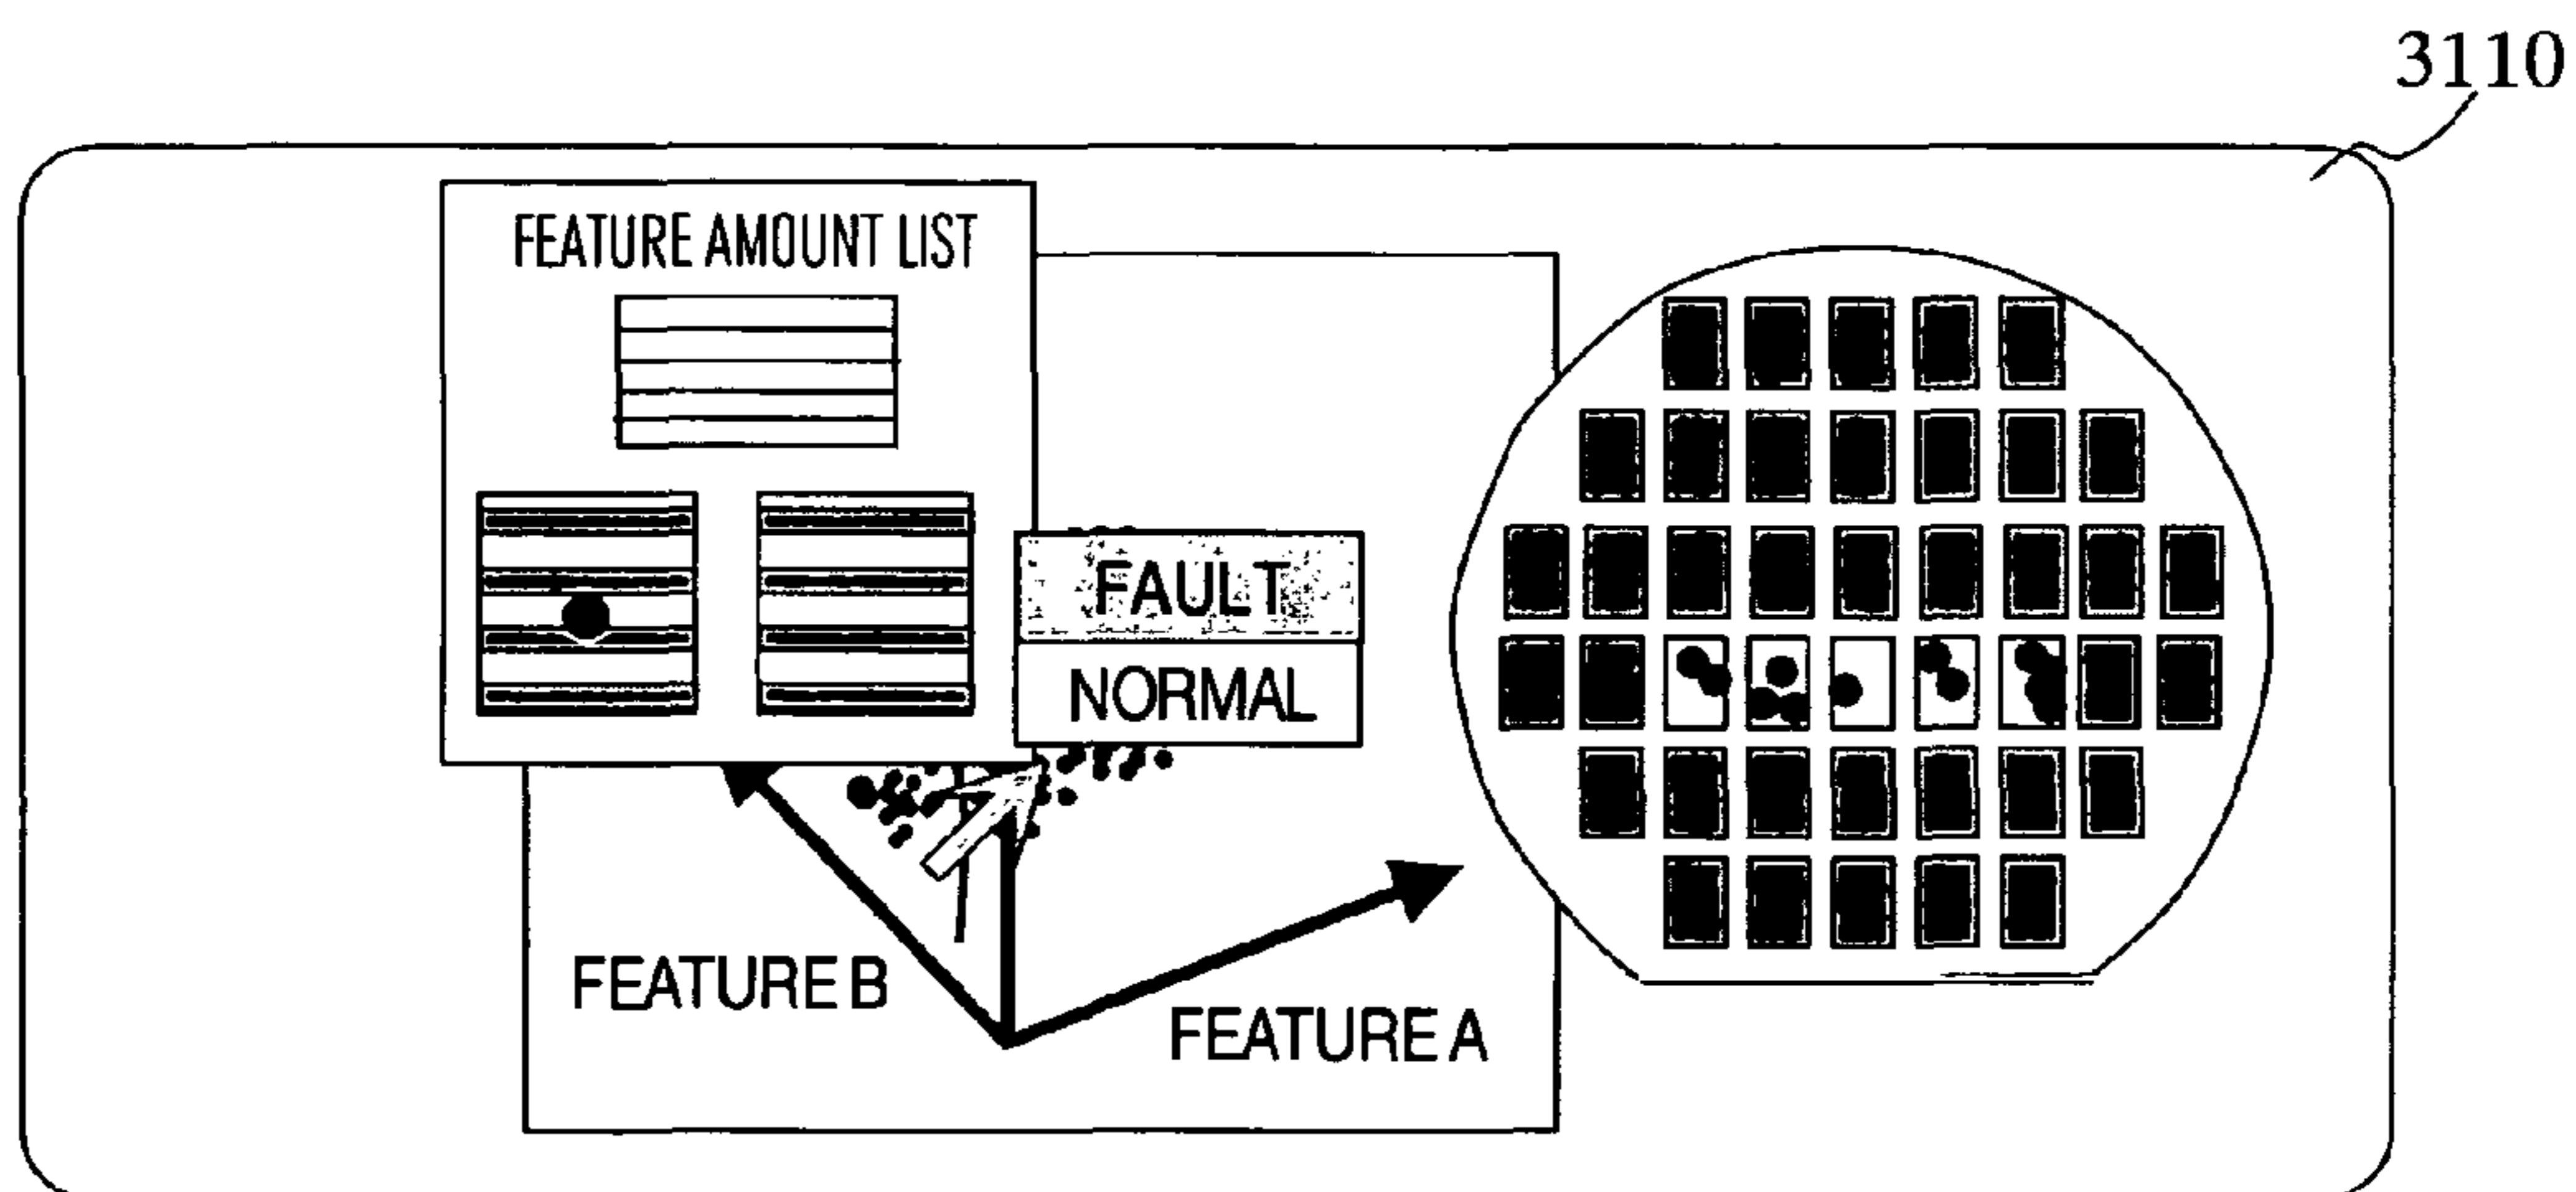 3110
FEATURE AMOUNT LIST
FAULT
NORMAL
FEATURE B
FEATURE A